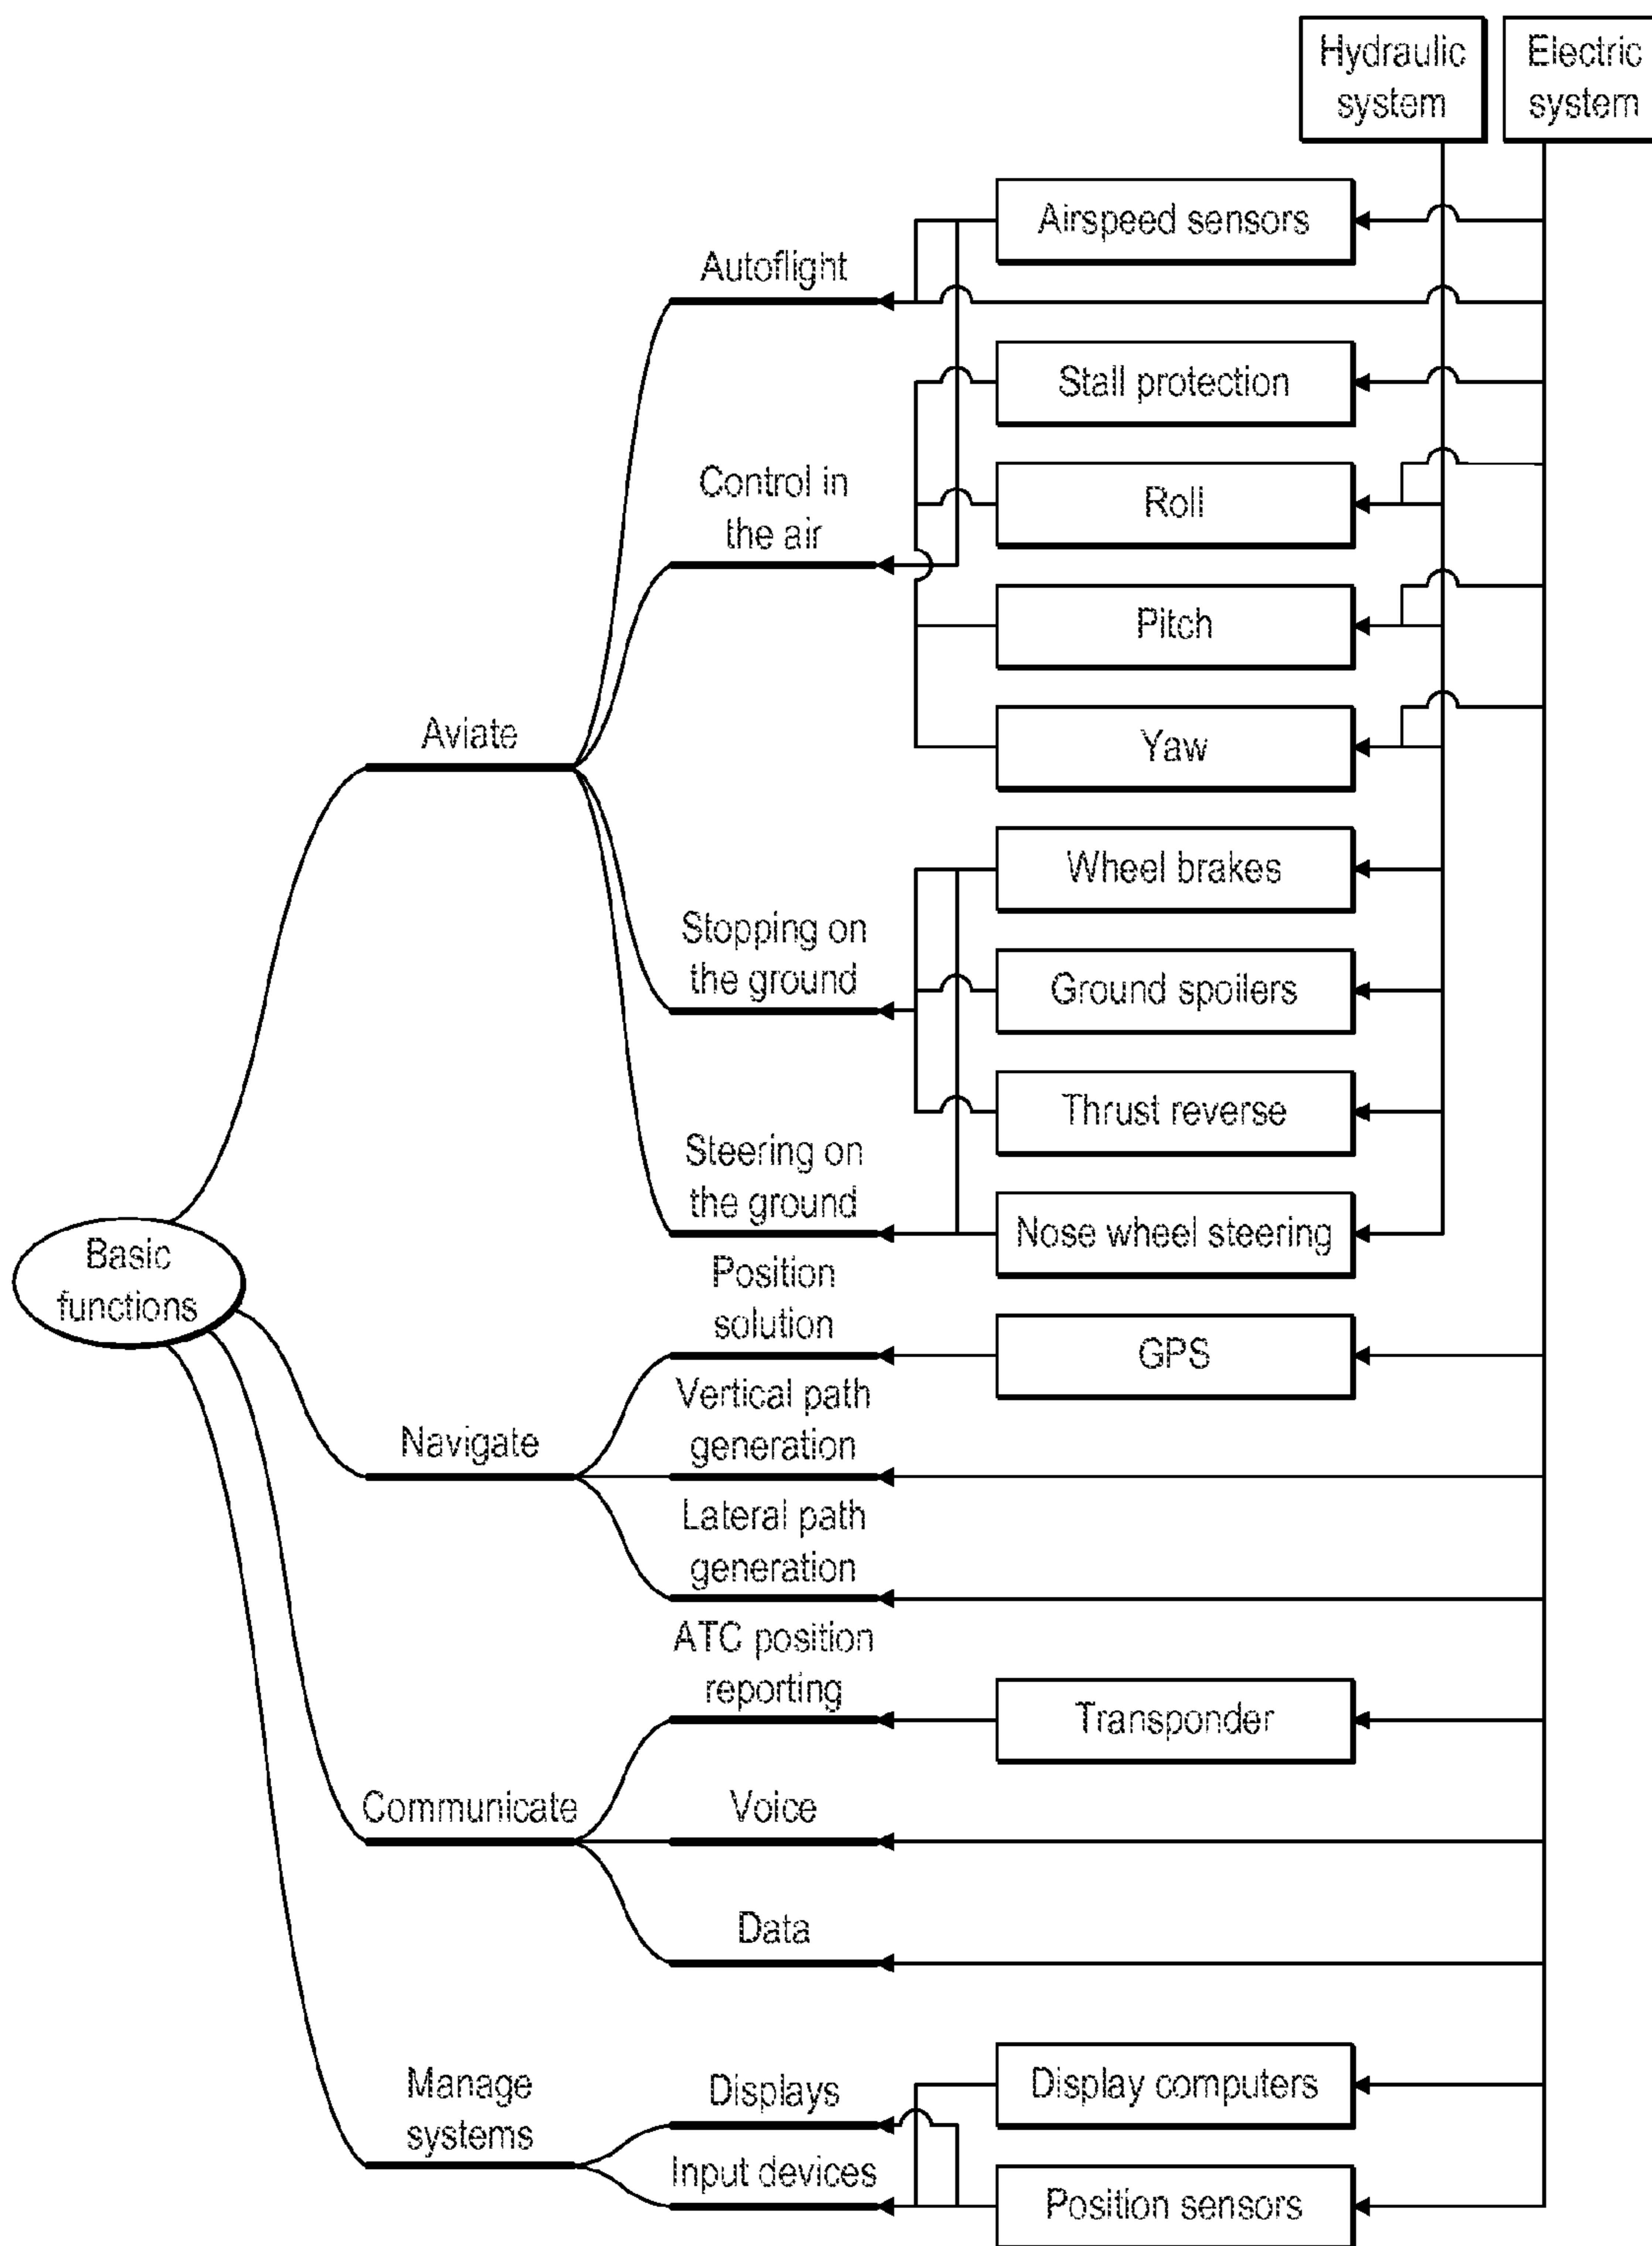 Hydraulic
system
Electric
system
Airspeed sensors
Autoflight
Stall protection
Control in
the air
Roll
Pitch
Aviate
Yaw
Wheel brakes
Stopping on
the ground
Ground spoilers
Thrust reverse
Steering on
the ground
Nose wheel steering
Basic
functions
Position
solution
GPS
Vertical path
generation
Navigate
Lateral path
generation
ATC position
reporting
Transponder
Communicate
Voice
Data
Manage
systems
Displays
Display computers
Input devices
Position sensors